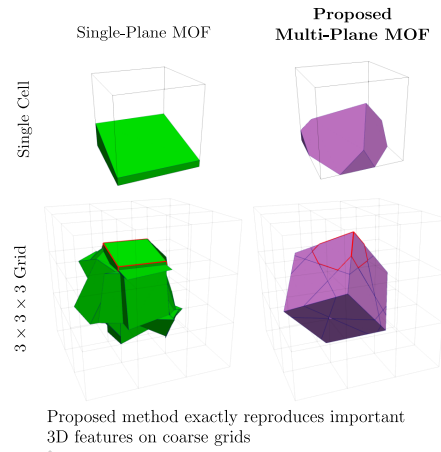 Single-Plane MOF
Proposed
Multi-Plane MOF
Single Cell
3 × 3 × 3 Grid
Proposed method exactly reproduces important
3D features on coarse grids